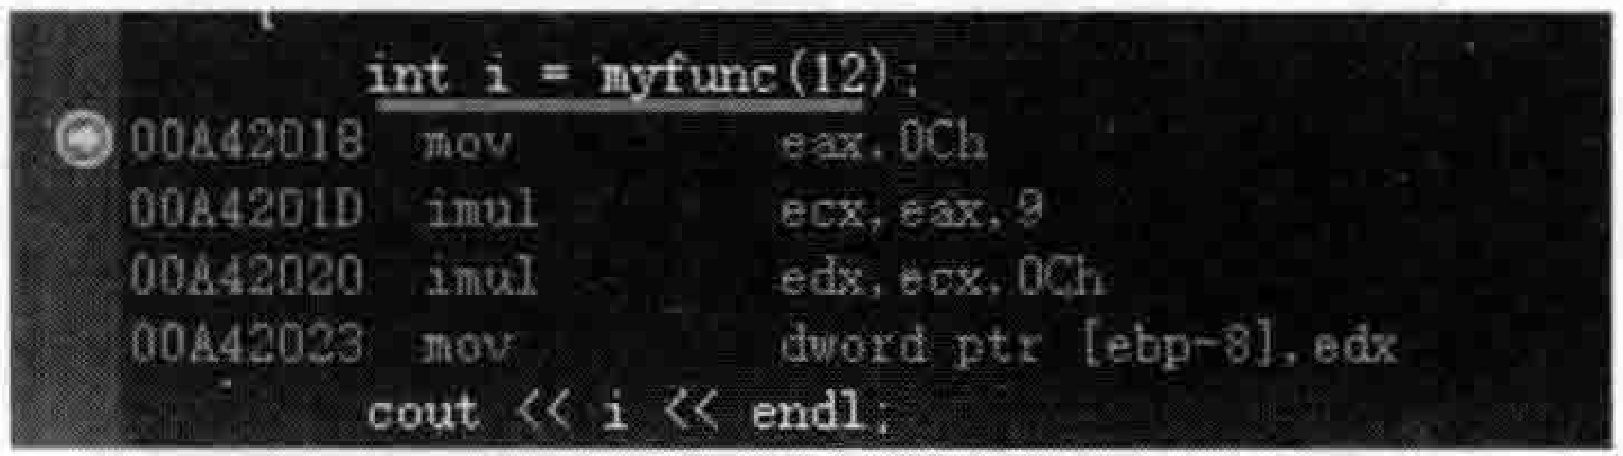 int i = myfunc(12);
00A42018 mov eax,0Ch
00A4201D imul ecx,eax,9
00A42020 imul edx,ecx,0Ch
00A42023 mov dword ptr [ebp-8],edx
cout << i << endl;